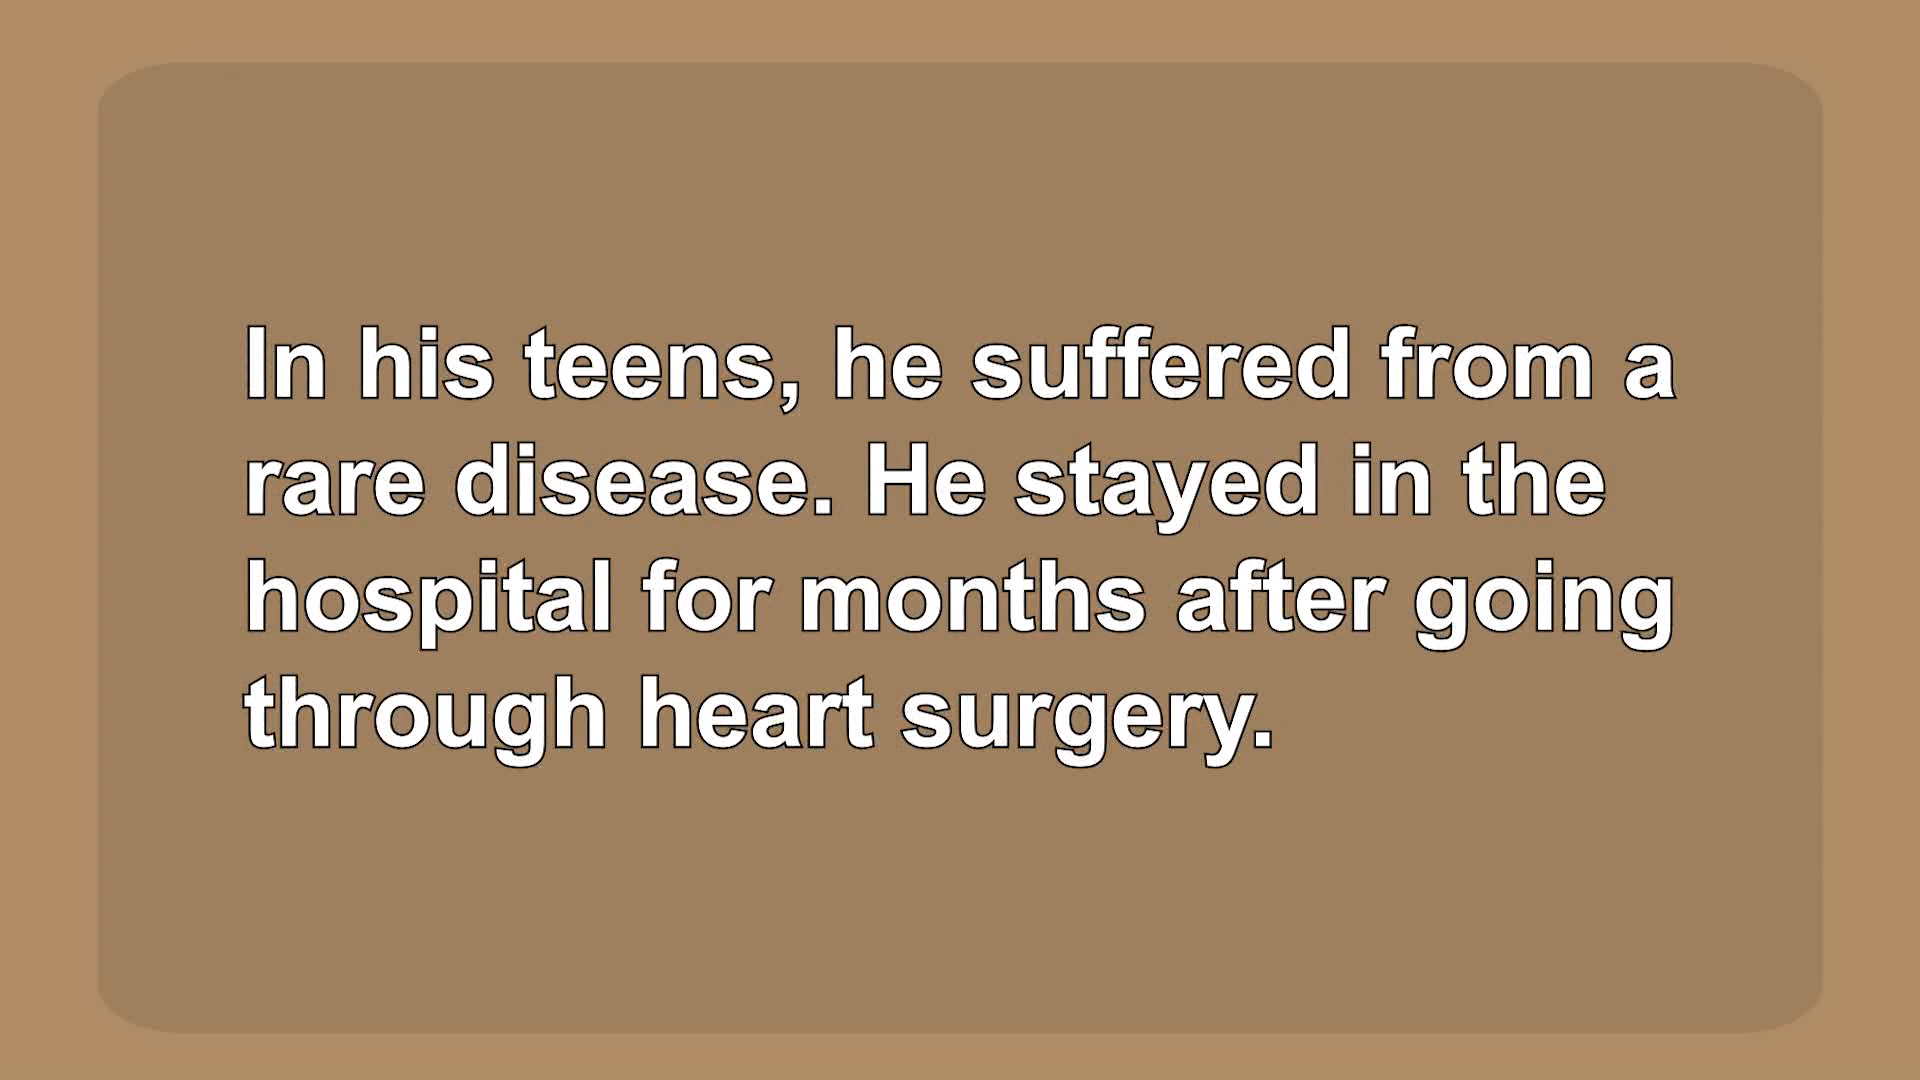 In his teens, he suffered from a
rare disease. He stayed in the
hospital for months after going
through heart surgery.